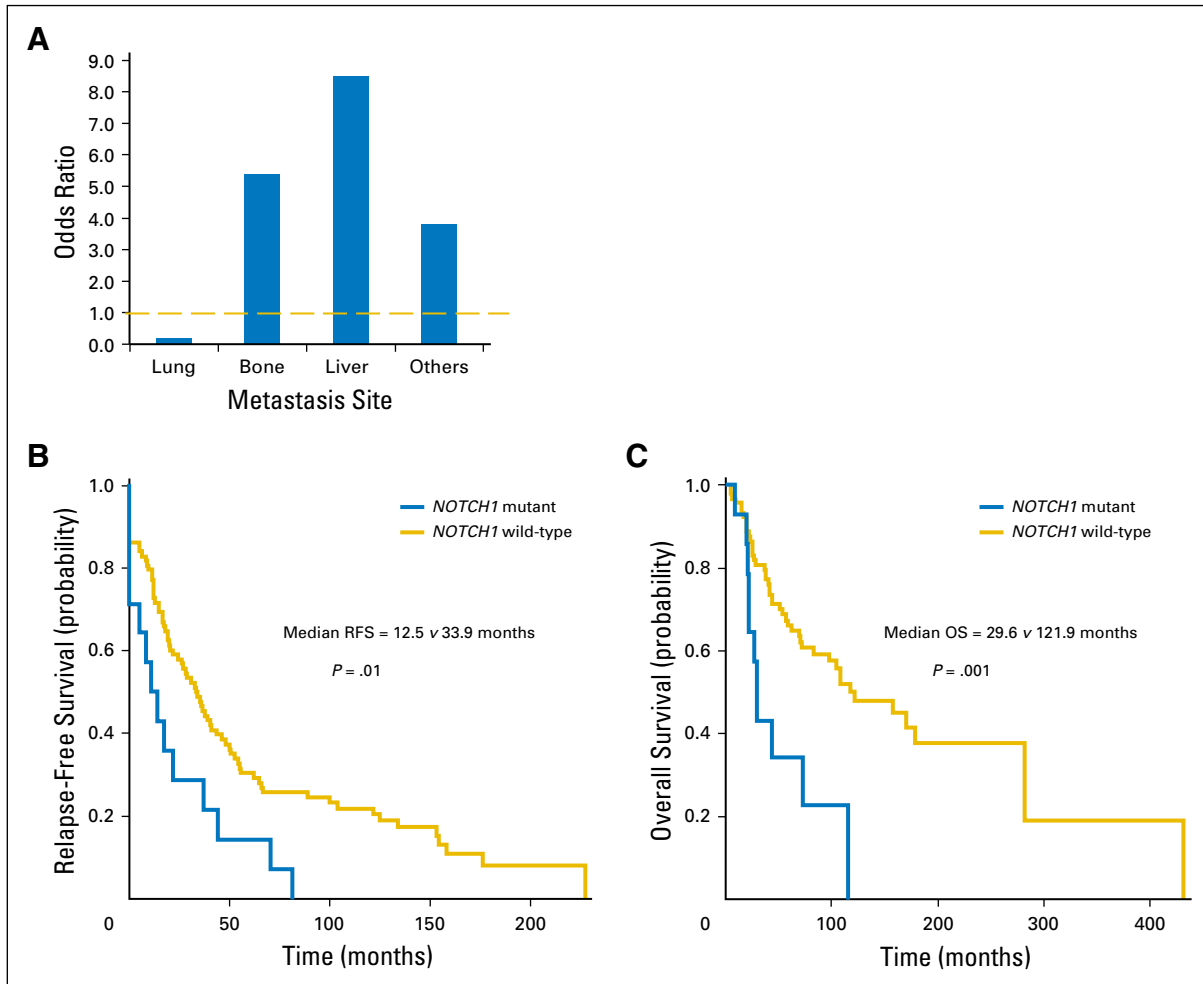 A
Odds Ratio
9.0
8.0
7.0
6.0
5.0
4.0
3.0
2.0
1.0
0.0
Lung Bone Liver Others
Metastasis Site
B
Relapse-Free Survival (probability)
1.0
0.8
0.6
0.4
0.2
NOTCH1 mutant
NOTCH1 wild-type
Median RFS = 12.5 v 33.9 months
P = .01
0 50 100 150 200
Time (months)
C
Overall Survival (probability)
1.0
0.8
0.6
0.4
0.2
NOTCH1 mutant
NOTCH1 wild-type
Median OS = 29.6 v 121.9 months
P = .001
0 100 200 300 400
Time (months)